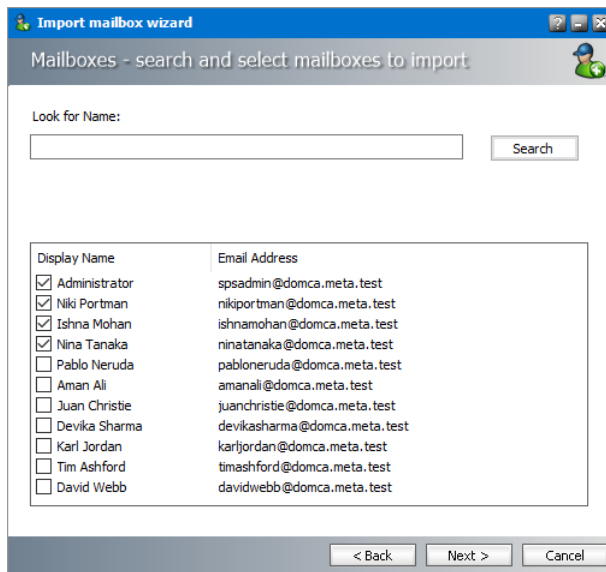 Import mailbox wizard
Mailboxes - search and select mailboxes to import
Look for Name:
Search
Display Name Email Address
Administrator spsadmin@domca.meta.test
Niki Portman nikiportman@domca.meta.test
Ishna Mohan ishnamohan@domca.meta.test
Nina Tanaka ninatanaka@domca.meta.test
Pablo Neruda pabloneruda@domca.meta.test
Aman Ali amanali@domca.meta.test
Juan Christie juanchristie@domca.meta.test
Devika Sharma devikasharma@domca.meta.test
Karl Jordan karljordan@domca.meta.test
Tim Ashford timashford@domca.meta.test
David Webb davidwebb@domca.meta.test
< Back Next > Cancel